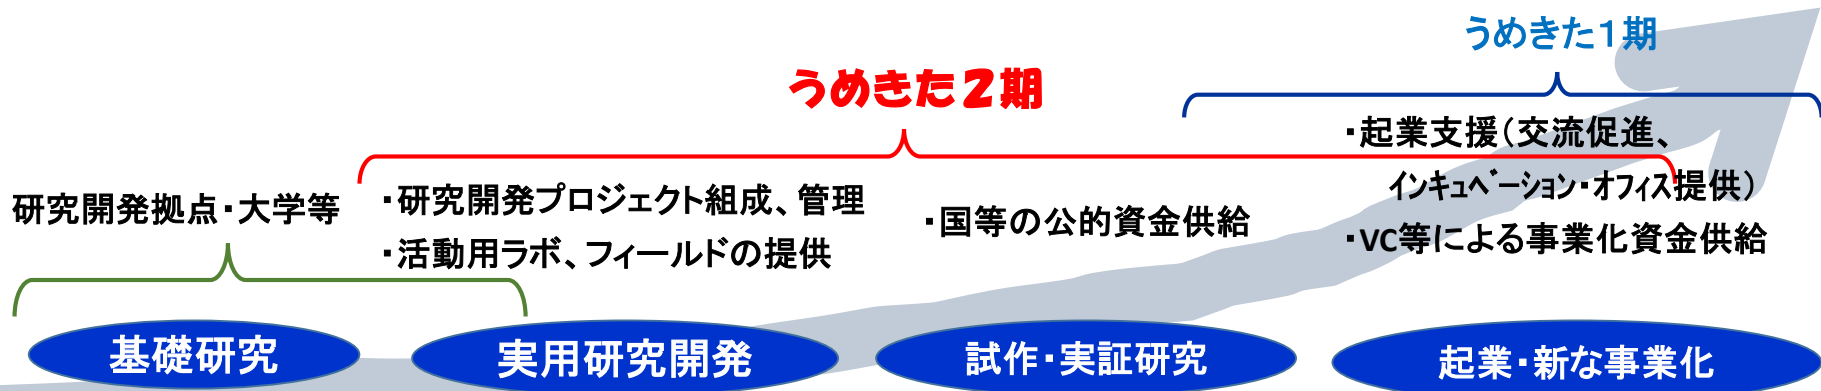 うめきた１期
うめきた２期
・起業支援（交流促進、
インキュベーション・オフィス提供）
・VC等による事業化資金供給
研究開発拠点・大学等
・研究開発プロジェクト組成、管理
・活動用ラボ、フィールドの提供
・国等の公的資金供給
基礎研究
実用研究開発
試作・実証研究
起業・新な事業化